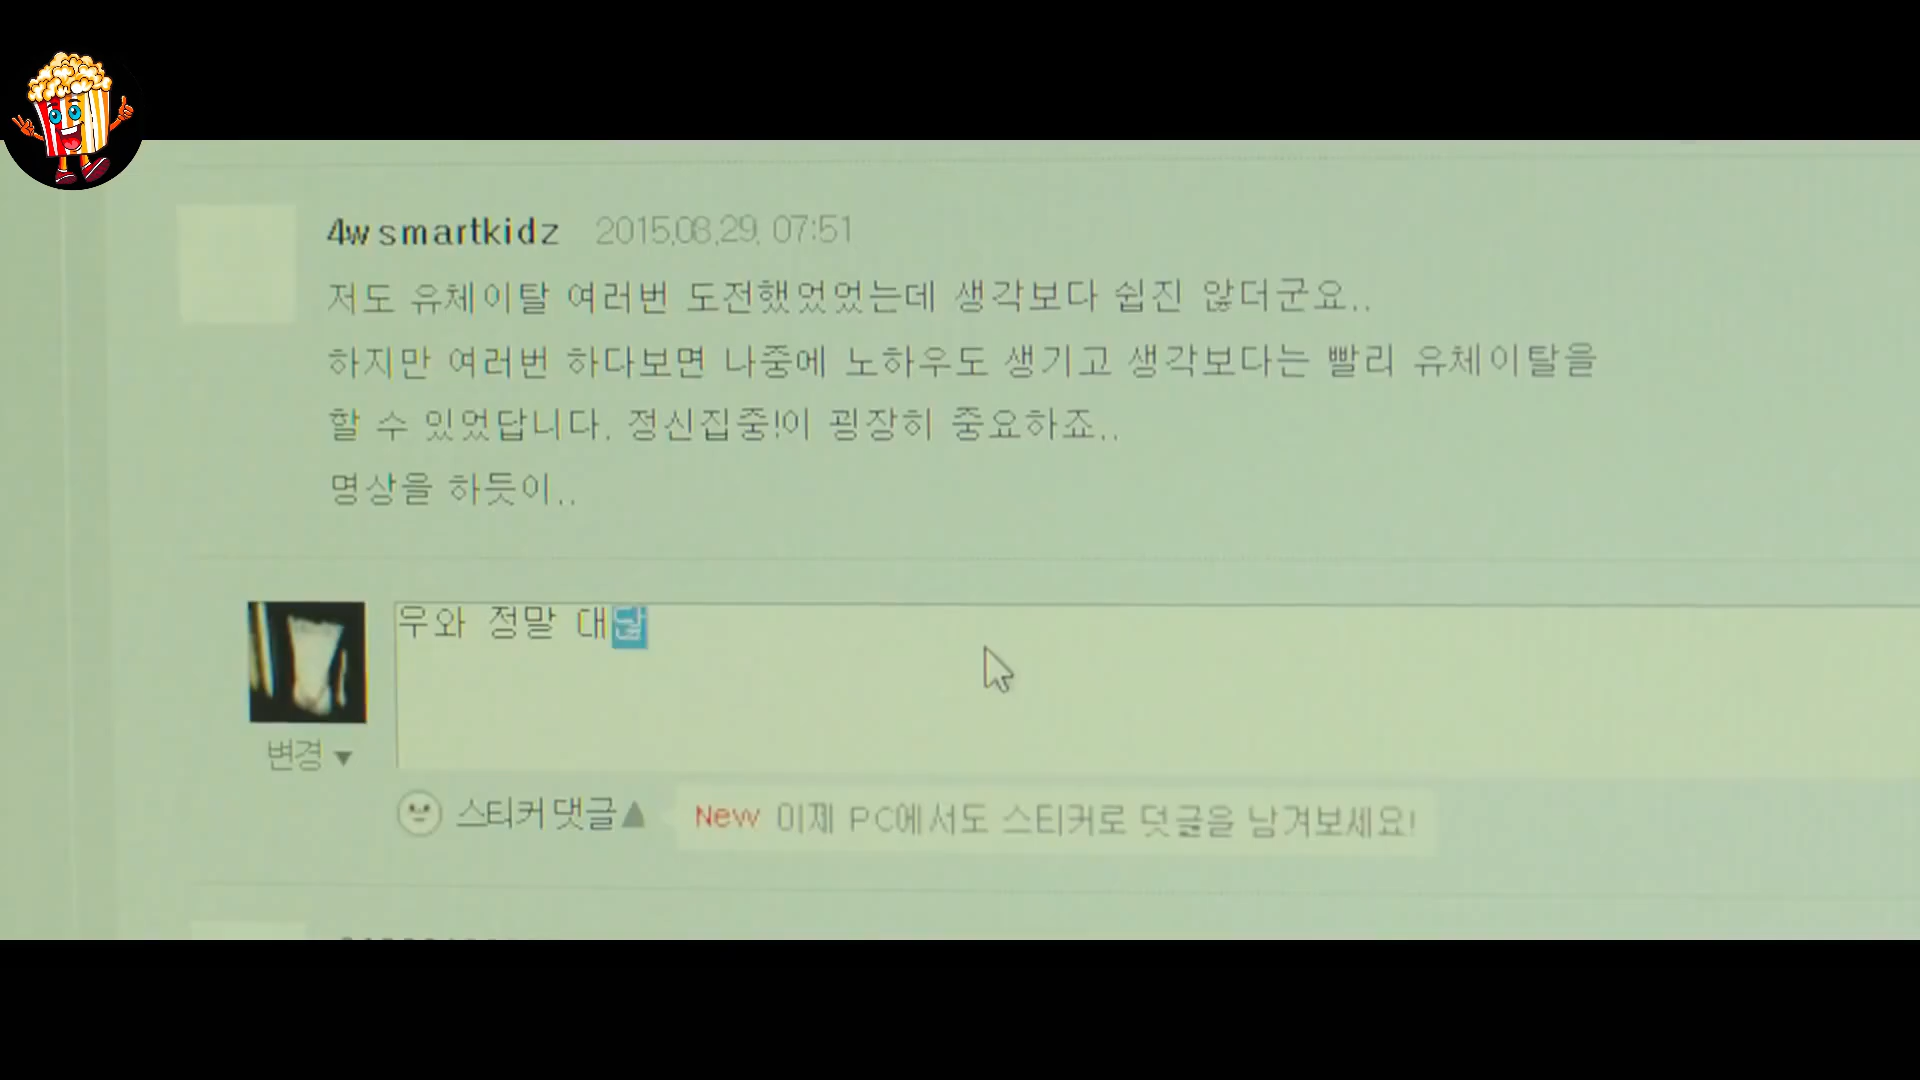 4wsmartkidz 2015.08.29. 07:51
저도 유체이탈 여러번 도전했었었는데 생각보다 쉽진 않더군요..
하지만 여러번 하다보면 나중에 노하우도 생기고 생각보다는 빨리 유체이탈을
할 수 있었답니다. 정신집중!이 굉장히 중요하죠..
명상을 하듯이..
우와 정말 대
변경 ▼
스티커 댓글▲ New 이제 PC에서도 스티커로 덧글을 남겨보세요!